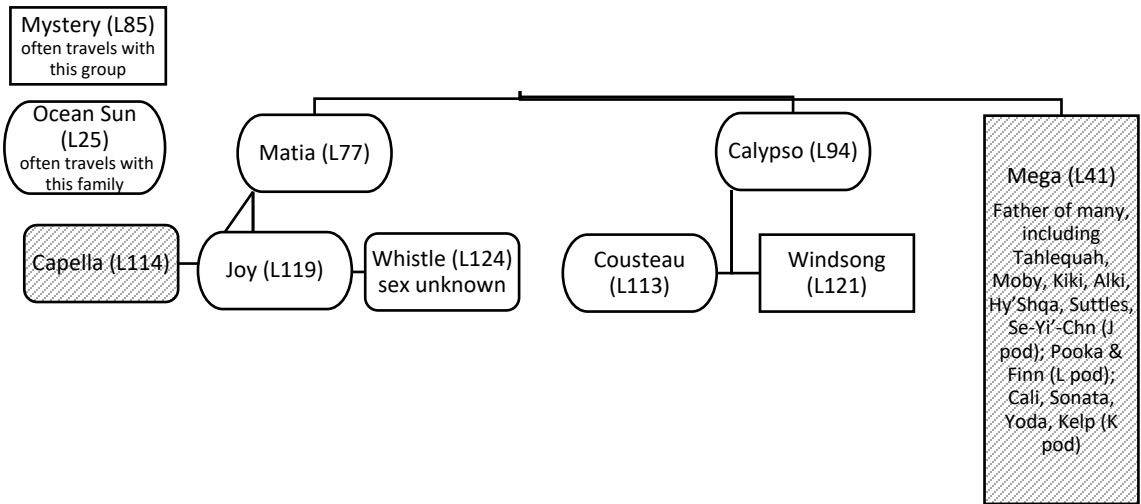 Mystery (L85)
often travels with
this group
Ocean Sun
(L25)
often travels with
this family
Matia (L77)
Calypso (L94)
Mega (L41)
Father of many,
including
Tahlequah,
Moby, Kiki, Alki,
Hy’Shqa, Suttles,
Se-Yi’-Chn (J
pod); Pooka &
Finn (L pod);
Cali, Sonata,
Yoda, Kelp (K
pod)
Capella (L114)
Joy (L119)
Whistle (L124)
sex unknown
Cousteau
(L113)
Windsong
(L121)